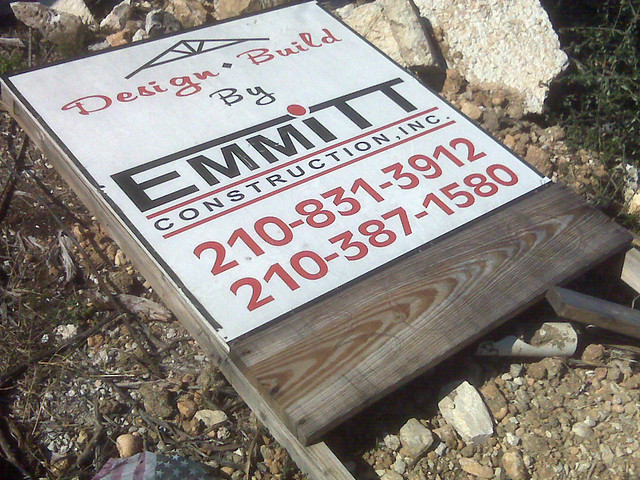 Design • Build
By
EMMiTT
CONSTRUCTION, INC.
210-831-3912
210-387-1580